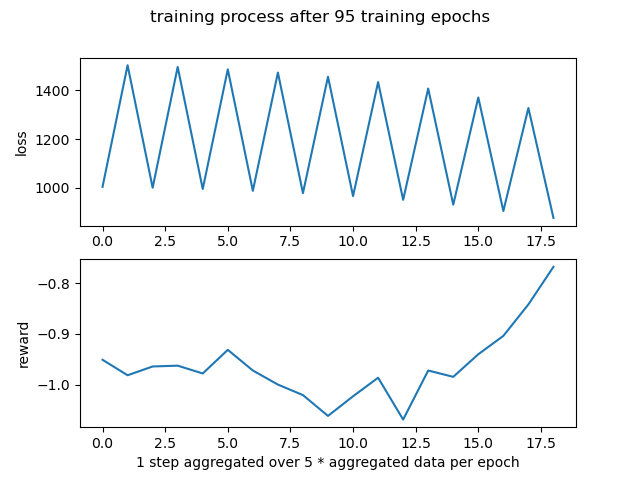 training process after 95 training epochs
1400
1200
1000
loss
0.0 2.5 5.0 7.5 10.0 12.5 15.0 17.5
−0.8
−0.9
−1.0
reward
0.0 2.5 5.0 7.5 10.0 12.5 15.0 17.5
1 step aggregated over 5 * aggregated data per epoch